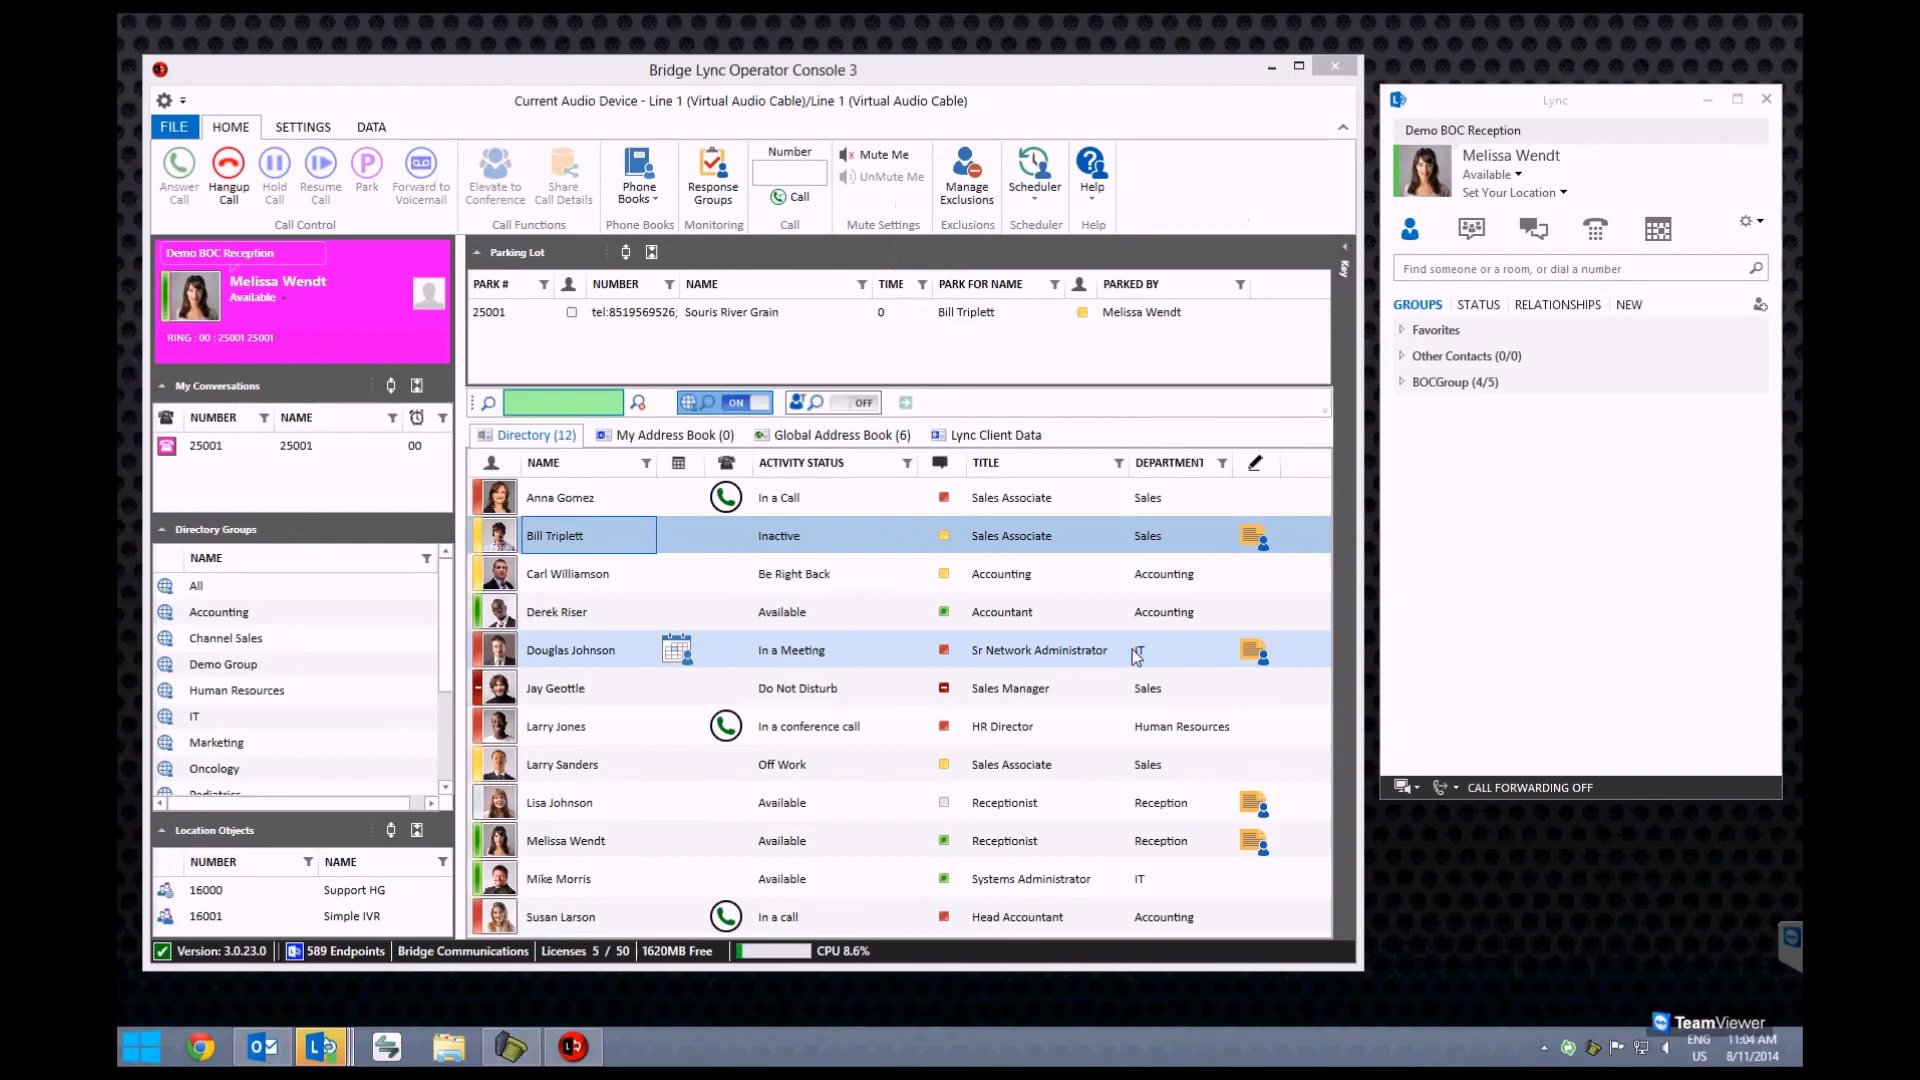 Bridge Lync Operator Console 3
Current Audio Device - Line 1 (Virtual Audio Cable)/Line 1 (Virtual Audio Cable)
FILE HOME SETTINGS DATA
Answer Call
Hangup Call
Hold Call
Resume Call
Park
Forward to Voicemail
Call Control
Elevate to Conference
Share Call Details
Call Functions
Phone Books
Phone Books
Response Groups
Monitoring
Number
Call
Call
Mute Me
UnMute Me
Mute Settings
Manage Exclusions
Exclusions
Scheduler
Scheduler
Help
Help
Demo BOC Reception
Melissa Wendt
Available
RING : 00 : 25001 25001
My Conversations
NUMBER NAME
25001 25001 00
Directory Groups
NAME
All
Accounting
Channel Sales
Demo Group
Human Resources
IT
Marketing
Oncology
Pediatrics
Location Objects
NUMBER NAME
16000 Support HG
16001 Simple IVR
Parking Lot
Key
PARK # NUMBER NAME TIME PARK FOR NAME PARKED BY
25001 tel:8519569526; Souris River Grain 0 Bill Triplett Melissa Wendt
ON OFF
Directory (12) My Address Book (0) Global Address Book (6) Lync Client Data
NAME ACTIVITY STATUS TITLE DEPARTMENT
Anna Gomez In a Call Sales Associate Sales
Bill Triplett Inactive Sales Associate Sales
Carl Williamson Be Right Back Accounting Accounting
Derek Riser Available Accountant Accounting
Douglas Johnson In a Meeting Sr Network Administrator IT
Jay Geottle Do Not Disturb Sales Manager Sales
Larry Jones In a conference call HR Director Human Resources
Larry Sanders Off Work Sales Associate Sales
Lisa Johnson Available Receptionist Reception
Melissa Wendt Available Receptionist Reception
Mike Morris Available Systems Administrator IT
Susan Larson In a call Head Accountant Accounting
Version: 3.0.23.0 589 Endpoints Bridge Communications Licenses 5 / 50 1620MB Free CPU 8.6%
Lync
Demo BOC Reception
Melissa Wendt
Available
Set Your Location
Find someone or a room, or dial a number
GROUPS STATUS RELATIONSHIPS NEW
Favorites
Other Contacts (0/0)
BOCGroup (4/5)
CALL FORWARDING OFF
TeamViewer
ENG 11:04 AM
US 8/11/2014